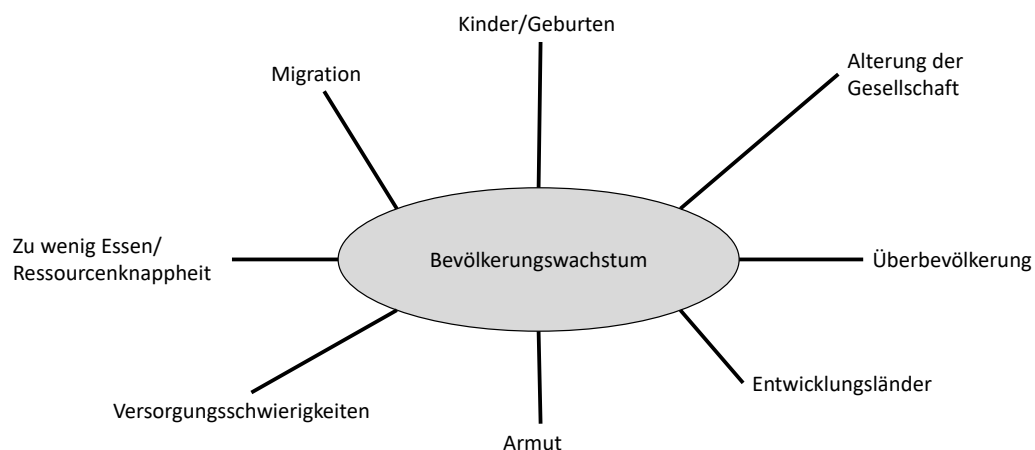 Kinder/Geburten
Migration
Alterung der
Gesellschaft
Zu wenig Essen/
Ressourcenknappheit
Bevölkerungswachstum
Überbevölkerung
Entwicklungsländer
Versorgungsschwierigkeiten
Armut